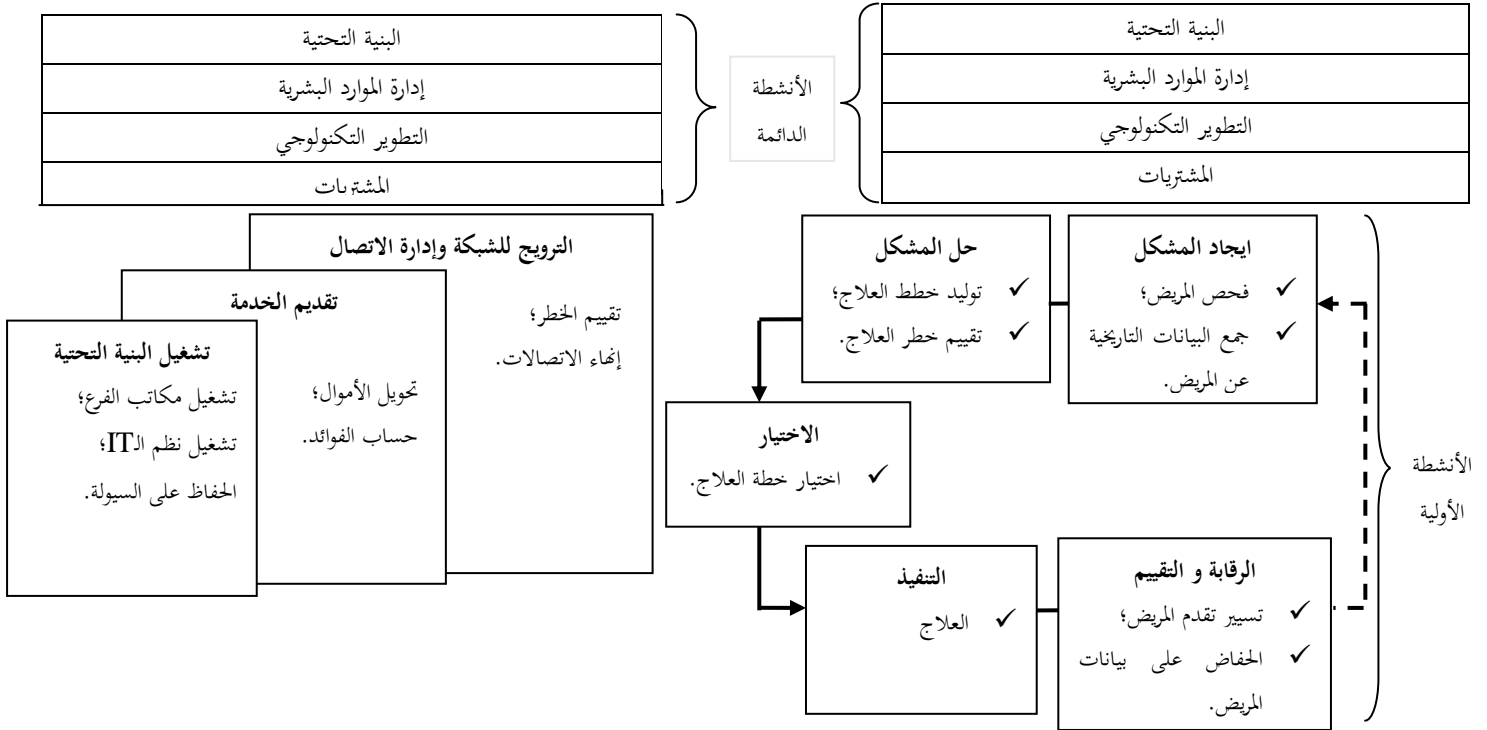 البنية التحتية
إدارة الموارد البشرية
التطوير التكنولوجي
المشتريات
الأنشطة
الدائمة
البنية التحتية
إدارة الموارد البشرية
التطوير التكنولوجي
المشتريات
ايجاد المشكل
✓ فحص المريض؛
✓ جمع البيانات التاريخية
عن المريض.
حل المشكل
✓ توليد خطط العلاج؛
✓ تقييم خطر العلاج.
الاختيار
✓ اختيار خطة العلاج.
التنفيذ
✓ العلاج
الرقابة و التقييم
✓ تسيير تقدم المريض؛
✓ الحفاض على بيانات
المريض.
الأنشطة
الأولية
الترويج للشبكة وإدارة الاتصال
تقييم الخطر؛
إنهاء الاتصالات.
تقديم الخدمة
تحويل الأموال؛
حساب الفوائد.
تشغيل البنية التحتية
تشغيل مكاتب الفرع؛
تشغيل نظم الـIT؛
الحفاظ على السيولة.